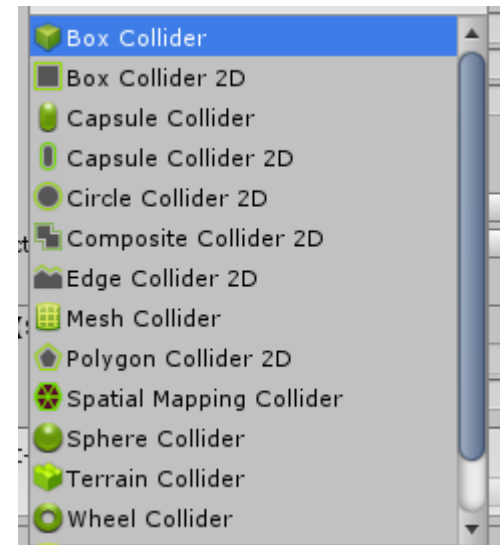 Box Collider
Box Collider 2D
Capsule Collider
Capsule Collider 2D
Circle Collider 2D
Composite Collider 2D
Edge Collider 2D
Mesh Collider
Polygon Collider 2D
Spatial Mapping Collider
Sphere Collider
Terrain Collider
Wheel Collider